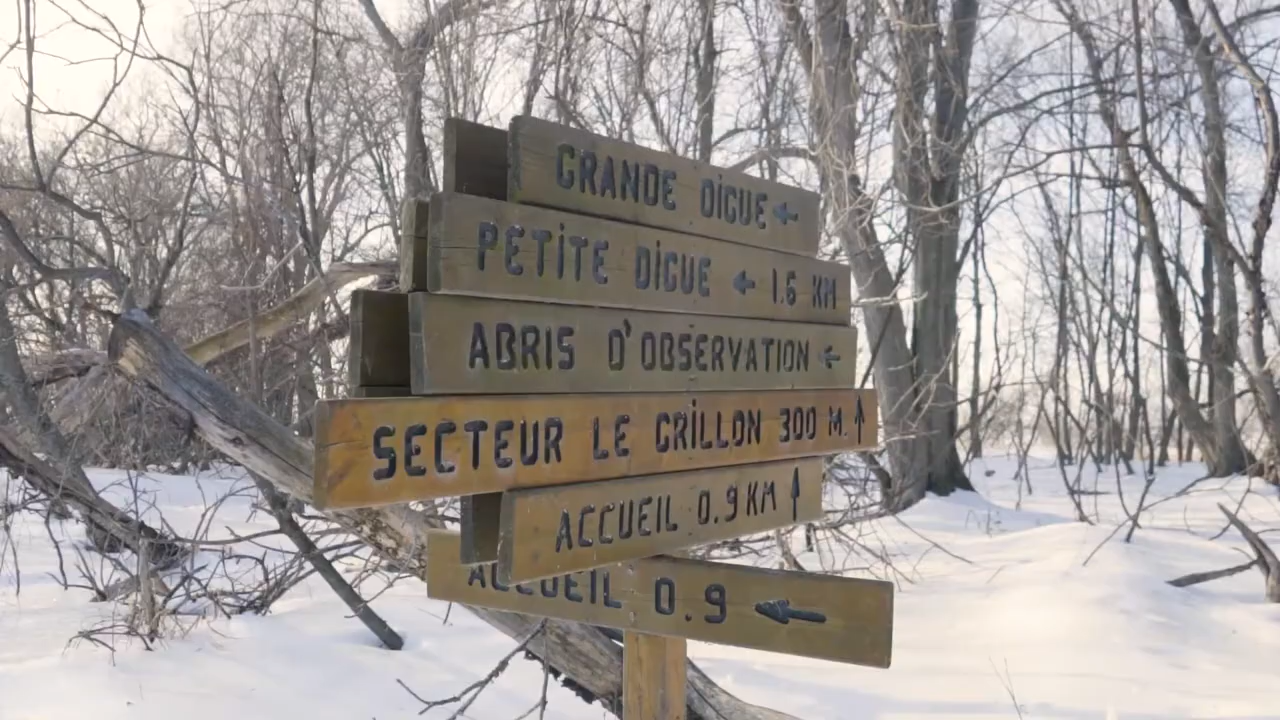 GRANDE DIGUE ←
PETITE DIGUE ← 1.6 KM
ABRIS D'OBSERVATION ←
SECTEUR LE GRILLON 300 M. ↑
ACCUEIL 0.9 KM ↑
ACCUEIL 0.9 ←